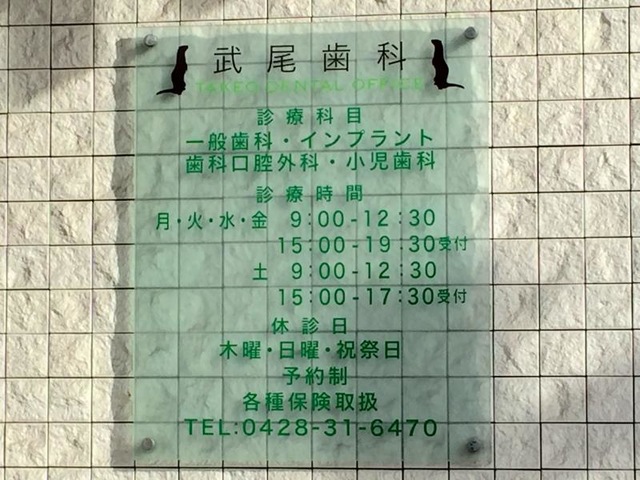 武尾歯科
TAKEO DENTAL OFFICE
診療科目
一般歯科・インプラント
歯科口腔外科・小児歯科
診療時間
月・火・水・金 9:00-12:30
15:00-19:30受付
土 9:00-12:30
15:00-17:30受付
休診日
木曜・日曜・祝祭日
予約制
各種保険取扱
TEL:0428-31-6470